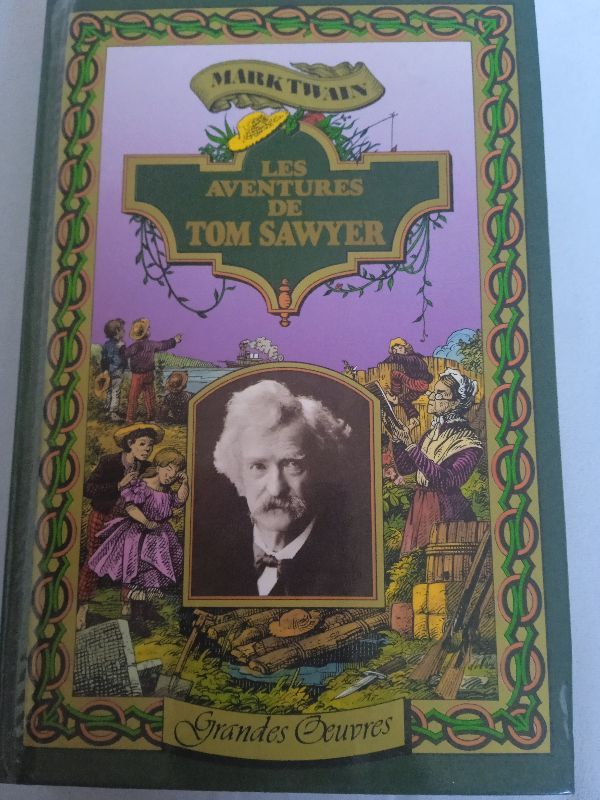 MARK TWAIN
LES
AVENTURES
DE
TOM SAWYER
Grandes Œuvres